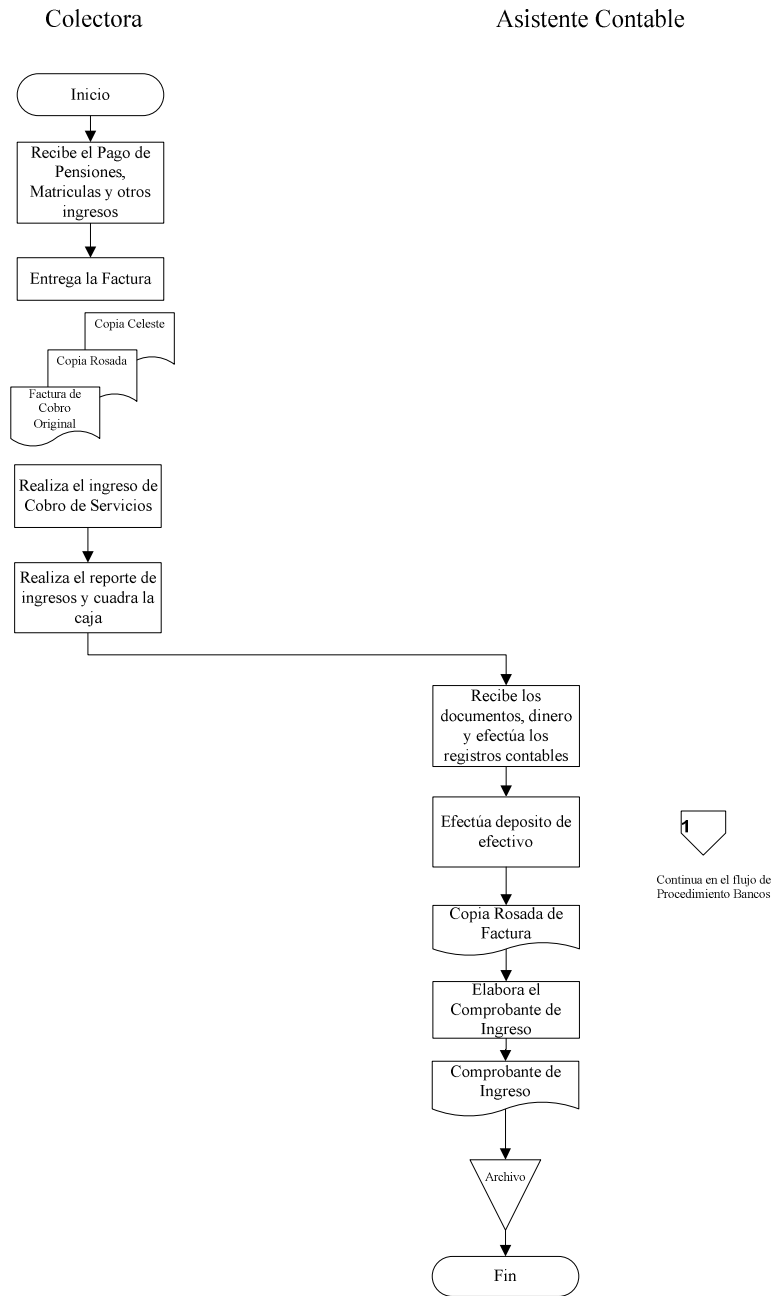 Colectora
Asistente Contable
Inicio
Recibe el Pago de
Pensiones,
Matriculas y otros
ingresos
Entrega la Factura
Copia Celeste
Copia Rosada
Factura de
Cobro
Original
Realiza el ingreso de
Cobro de Servicios
Realiza el reporte de
ingresos y cuadra la
caja
Recibe los
documentos, dinero
y efectúa los
registros contables
Efectúa deposito de
efectivo
1
Continua en el flujo de
Procedimiento Bancos
Copia Rosada de
Factura
Elabora el
Comprobante de
Ingreso
Comprobante de
Ingreso
Archivo
Fin